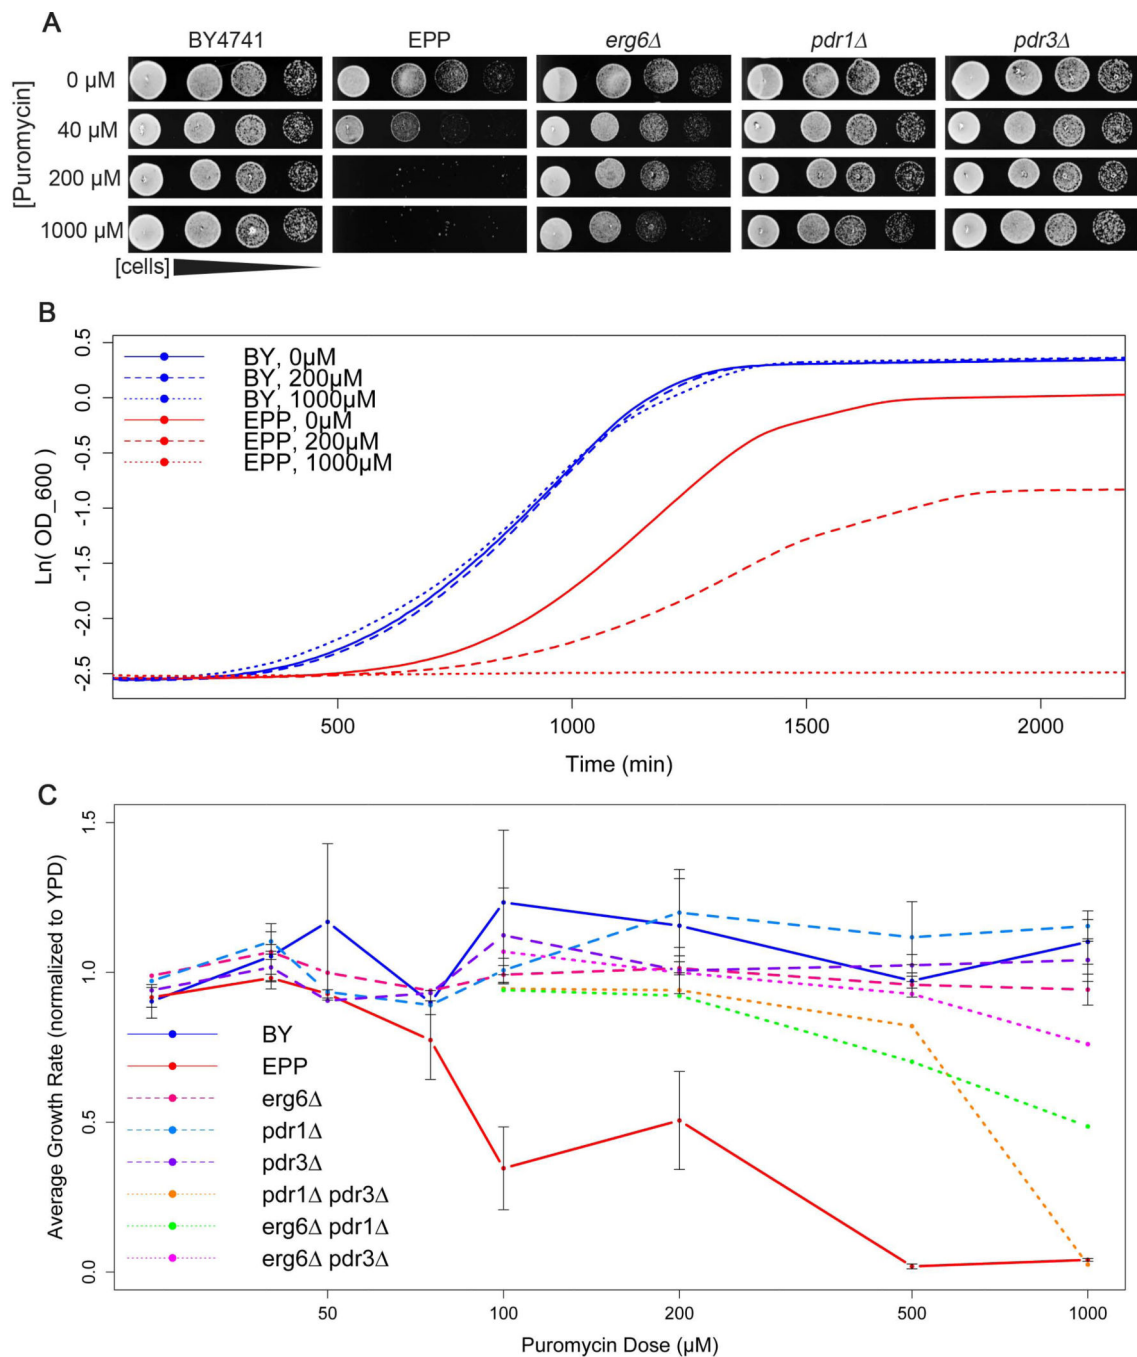 A
BY4741 EPP erg6Δ pdr1Δ pdr3Δ
[Puromycin]
0 µM
40 µM
200 µM
1000 µM
[cells]
B
Ln( OD_600 )
0.5
0.0
-0.5
-1.0
-1.5
-2.0
-2.5
BY, 0µM
BY, 200µM
BY, 1000µM
EPP, 0µM
EPP, 200µM
EPP, 1000µM
500 1000 1500 2000
Time (min)
C
Average Growth Rate (normalized to YPD)
1.5
1.0
0.5
0.0
BY
EPP
erg6Δ
pdr1Δ
pdr3Δ
pdr1Δ pdr3Δ
erg6Δ pdr1Δ
erg6Δ pdr3Δ
50 100 200 500 1000
Puromycin Dose (µM)